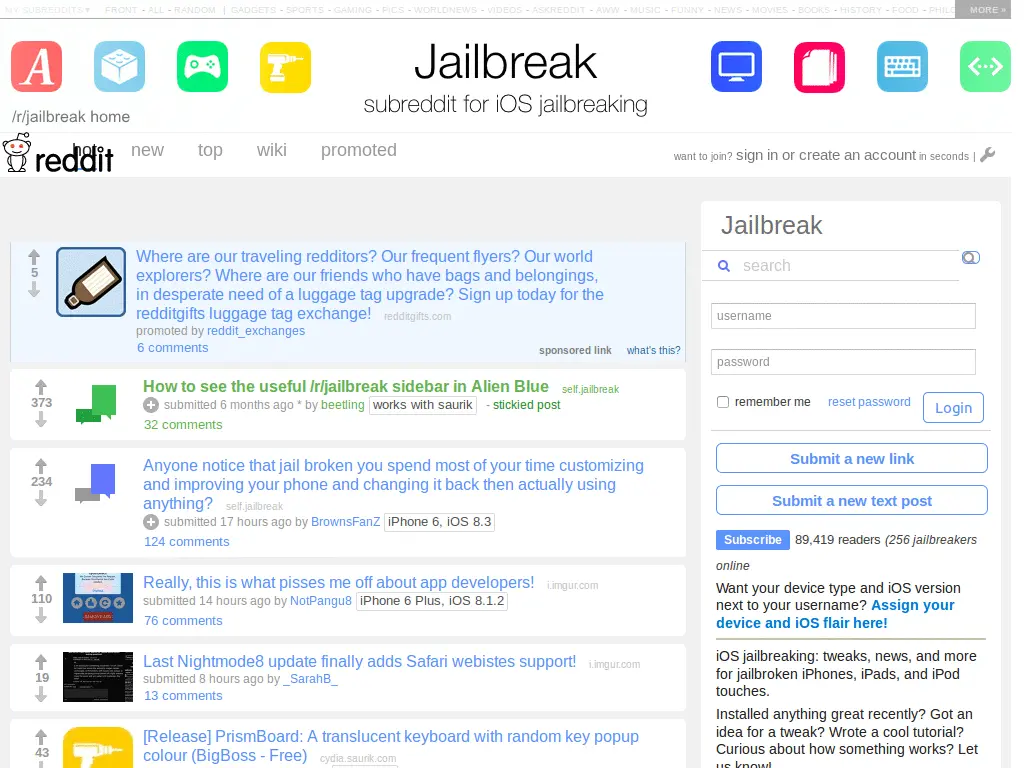 MY SUBREDDITS ▾ FRONT - ALL - RANDOM | GADGETS - SPORTS - GAMING - PICS - WORLDNEWS - VIDEOS - ASKREDDIT - AWW - MUSIC - FUNNY - NEWS - MOVIES - BOOKS - HISTORY - FOOD - PHILO MORE »
Jailbreak
subreddit for iOS jailbreaking
/r/jailbreak home
reddit
hot new top wiki promoted
want to join? sign in or create an account in seconds |
Where are our traveling redditors? Our frequent flyers? Our world
explorers? Where are our friends who have bags and belongings,
in desperate need of a luggage tag upgrade? Sign up today for the
redditgifts luggage tag exchange! redditgifts.com
5
promoted by reddit_exchanges
6 comments
sponsored link what's this?
How to see the useful /r/jailbreak sidebar in Alien Blue self.jailbreak
373
submitted 6 months ago * by beetling works with saurik - stickied post
32 comments
Anyone notice that jail broken you spend most of your time customizing
and improving your phone and changing it back then actually using
anything? self.jailbreak
234
submitted 17 hours ago by BrownsFanZ iPhone 6, iOS 8.3
124 comments
Really, this is what pisses me off about app developers! i.imgur.com
110
submitted 14 hours ago by NotPangu8 iPhone 6 Plus, iOS 8.1.2
76 comments
Last Nightmode8 update finally adds Safari webistes support! i.imgur.com
19
submitted 8 hours ago by _SarahB_
13 comments
[Release] PrismBoard: A translucent keyboard with random key popup
colour (BigBoss - Free) cydia.saurik.com
43
Jailbreak
search
username
password
remember me reset password Login
Submit a new link
Submit a new text post
Subscribe 89,419 readers (256 jailbreakers
online
Want your device type and iOS version
next to your username? Assign your
device and iOS flair here!
iOS jailbreaking: tweaks, news, and more
for jailbroken iPhones, iPads, and iPod
touches.
Installed anything great recently? Got an
idea for a tweak? Wrote a cool tutorial?
Curious about how something works? Let
us know!